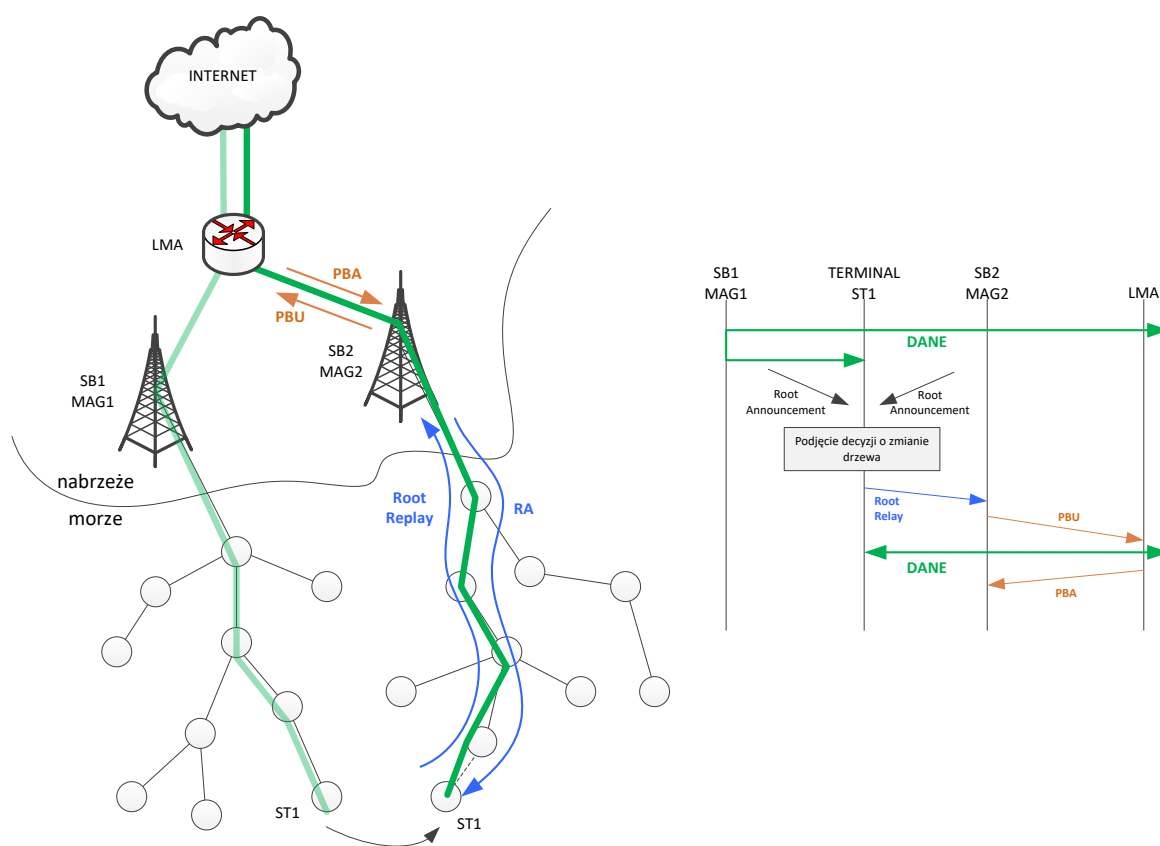 INTERNET
LMA
PBA
PBU
SB2
MAG2
SB1
MAG1
nabrzeże
morze
Root
Replay
RA
ST1
ST1
SB1
MAG1
TERMINAL
ST1
SB2
MAG2
LMA
DANE
Root
Announcement
Root
Announcement
Podjęcie decyzji o zmianie
drzewa
Root
Relay
PBU
DANE
PBA